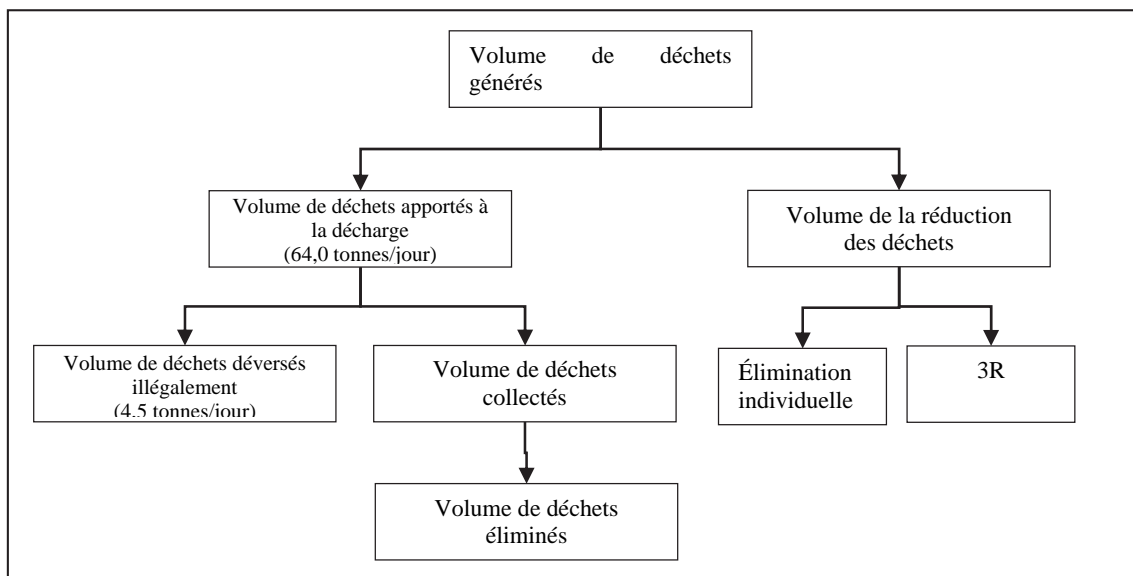 Volume de déchets
générés
Volume de déchets apportés à
la décharge
(64,0 tonnes/jour)
Volume de la réduction
des déchets
Volume de déchets déversés
illégalement
(4,5 tonnes/jour)
Volume de déchets
collectés
Élimination
individuelle
3R
Volume de déchets
éliminés